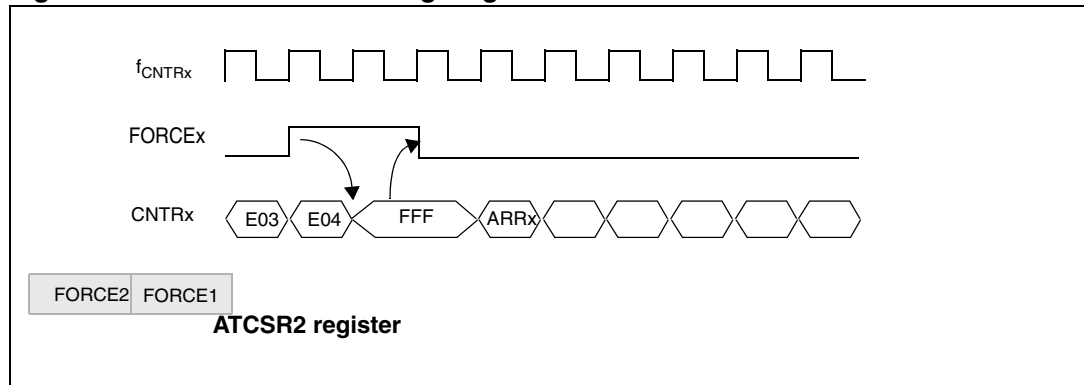 fCNTRx
FORCEx
CNTRx E03 E04 FFF ARRx
FORCE2 FORCE1
ATCSR2 register